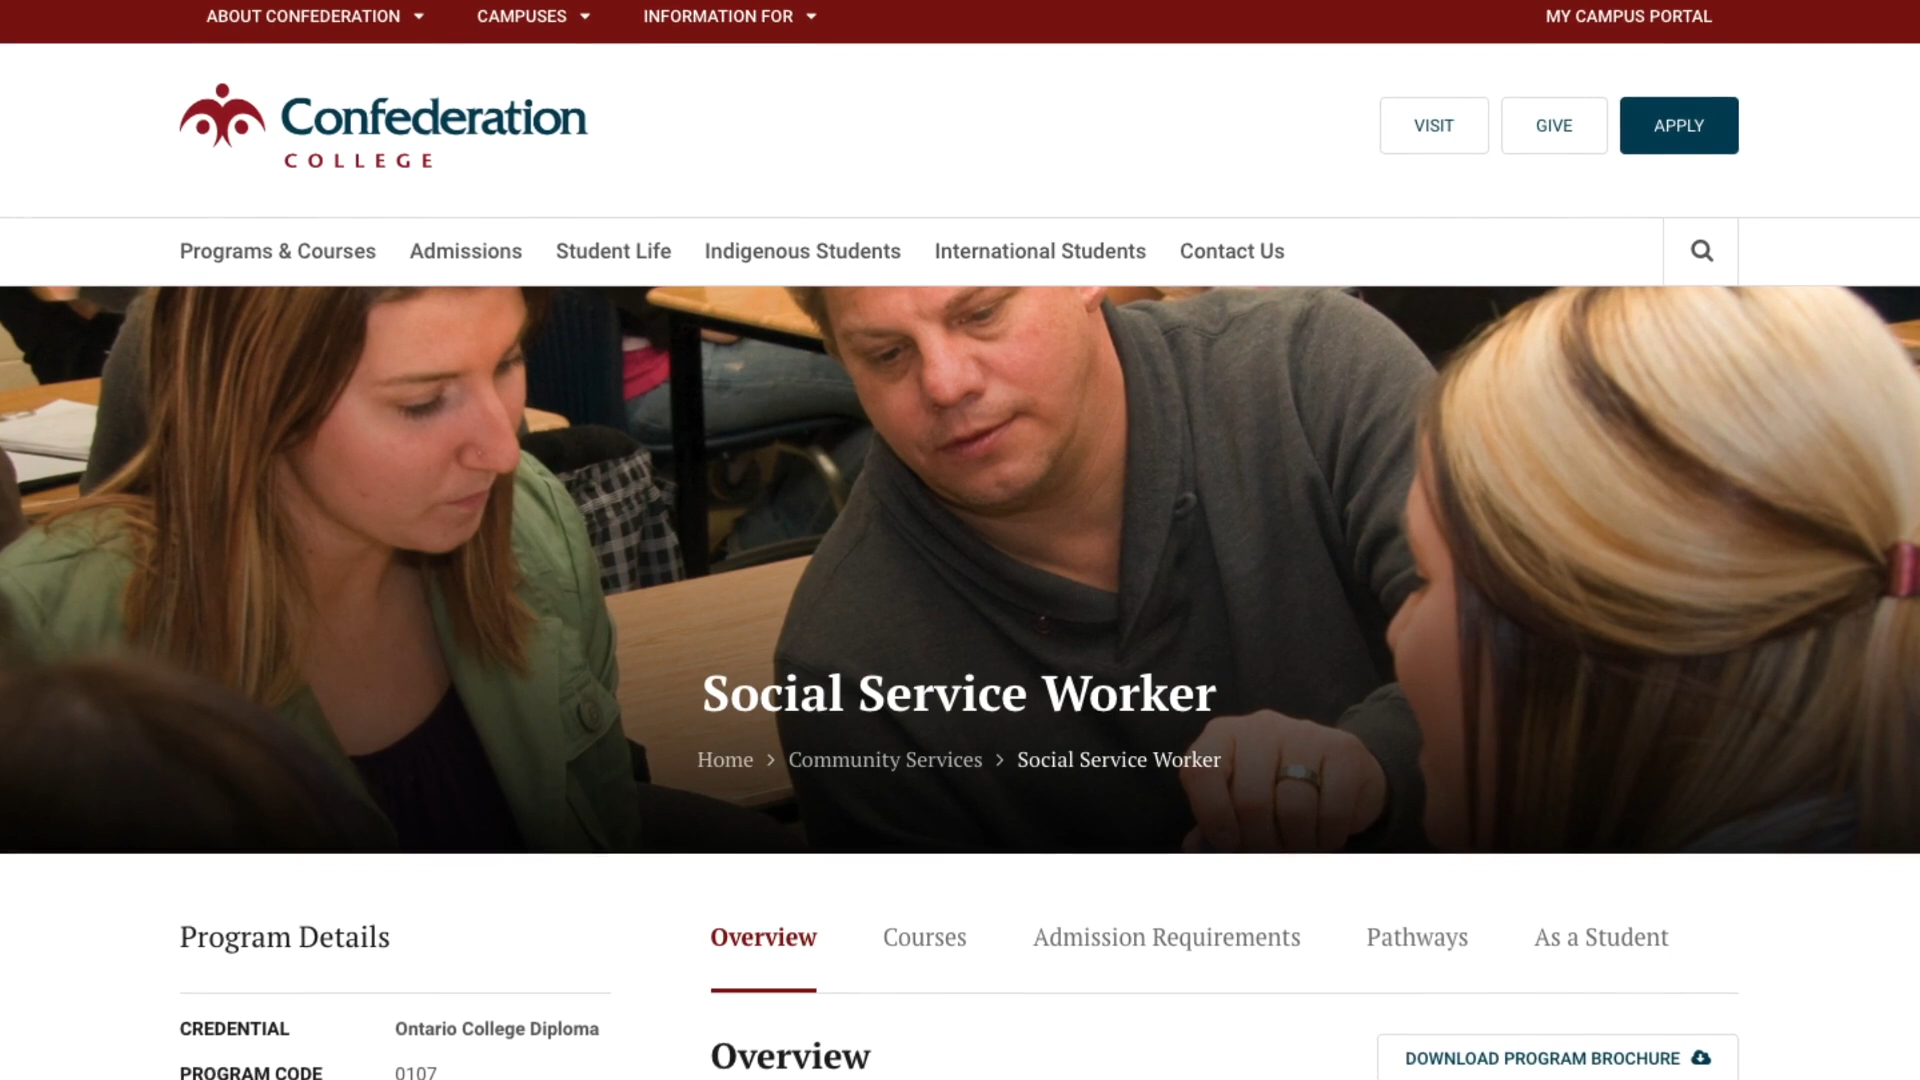 ABOUT CONFEDERATION
CAMPUSES
INFORMATION FOR
MY CAMPUS PORTAL
Confederation
COLLEGE
VISIT
GIVE
APPLY
Programs & Courses
Admissions
Student Life
Indigenous Students
International Students
Contact Us
Social Service Worker
Home > Community Services > Social Service Worker
Program Details
Overview
Courses
Admission Requirements
Pathways
As a Student
CREDENTIAL
Ontario College Diploma
PROGRAM CODE
0107
Overview
DOWNLOAD PROGRAM BROCHURE